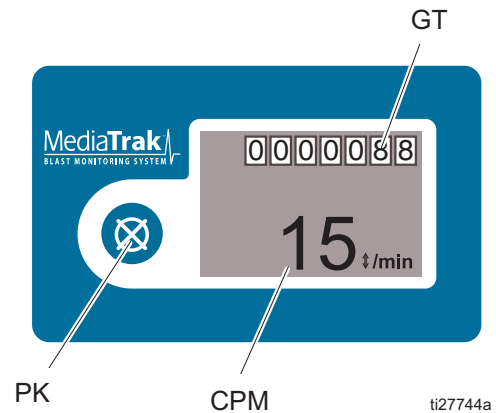 GT
MediaTrak
BLAST MONITORING SYSTEM
0000088
15 ↕/min
PK
CPM
ti27744a